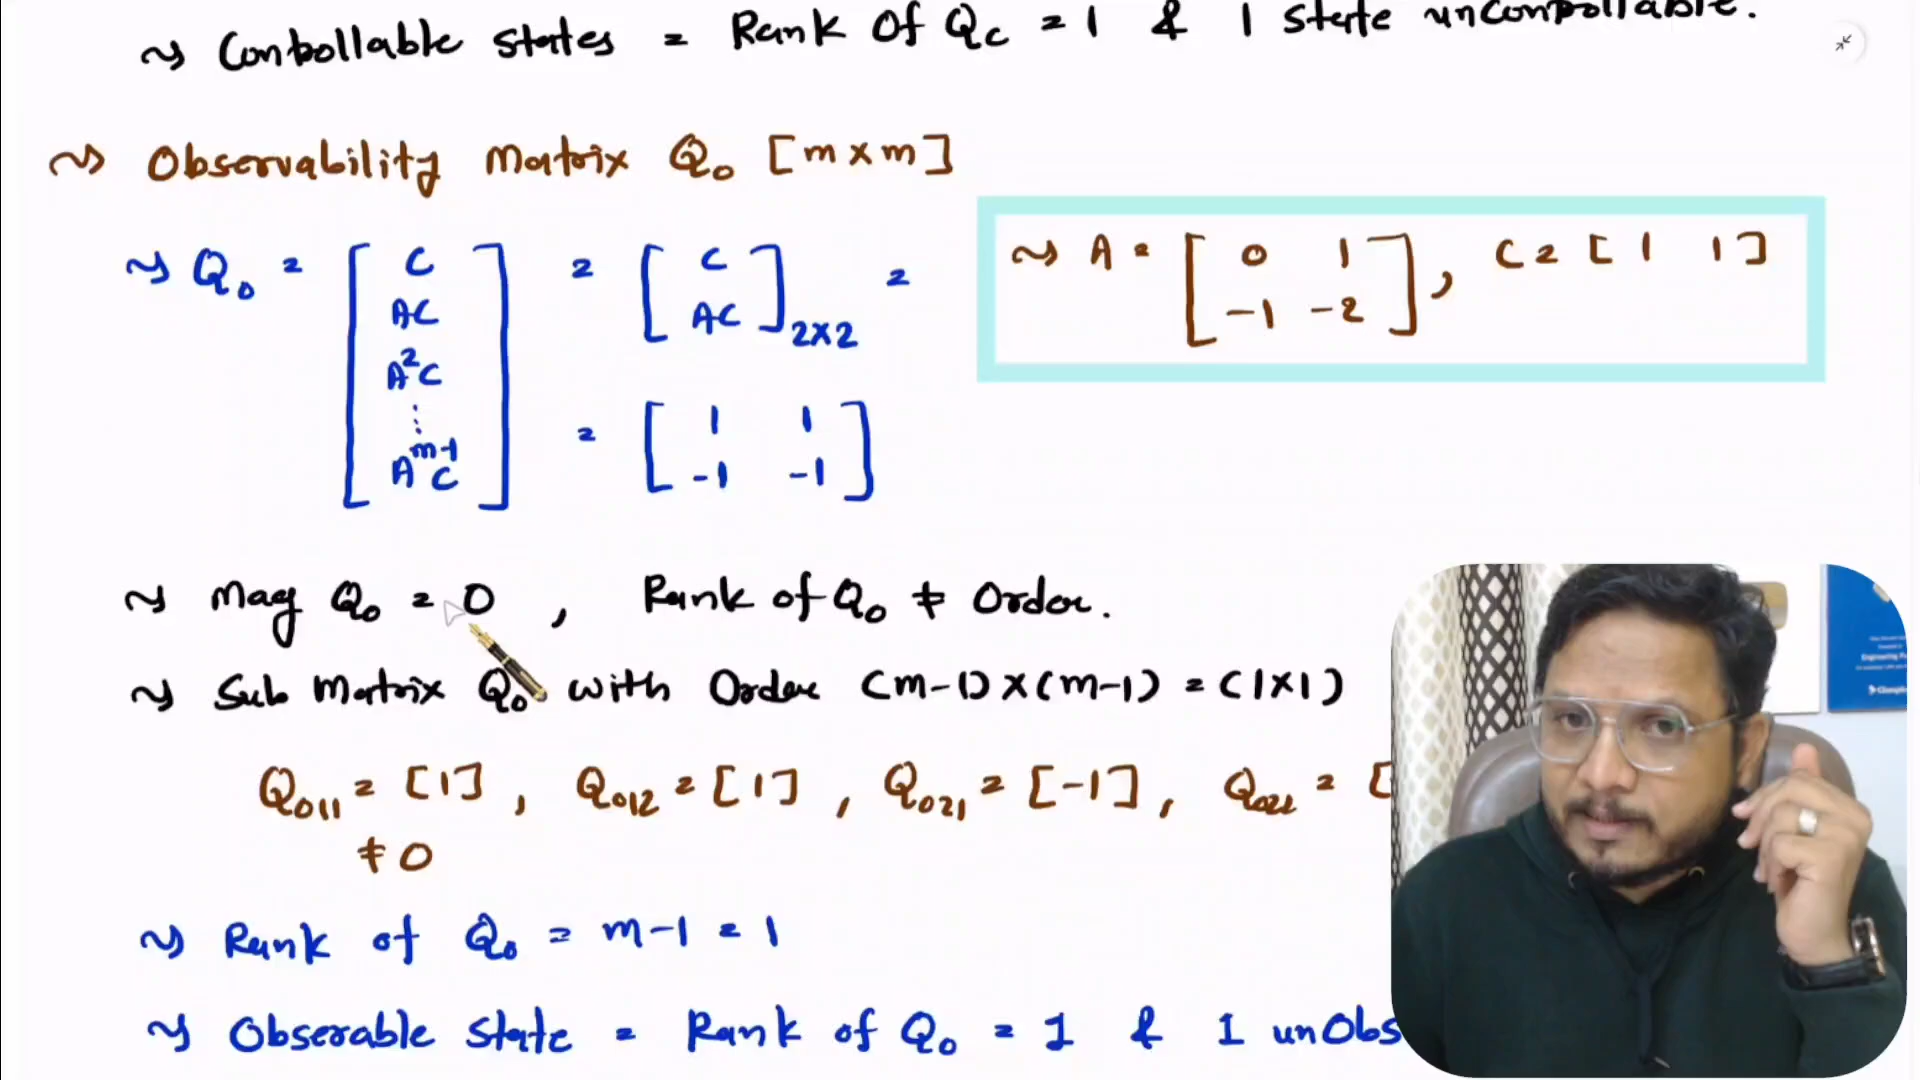 ~> Controllable states = Rank Of Qc = 1 & 1 state uncontrollable.
~> Observability Matrix Qo [m x m]
~> Qo = [ C AC A²C ⋮ A^m-1 C ] = [ C AC ] 2x2 =
= [ 1 1 -1 -1 ]
~> A = [ 0 1 -1 -2 ] , C = [ 1 1 ]
~> Mag Qo = 0 , Rank of Qo ≠ Order.
~> Sub Matrix Qo with Order (m-1)x(m-1) = (1x1)
Qo11 = [1] , Qo12 = [1] , Qo21 = [-1] , Qo22 = [
≠ 0
~> Rank of Qo = m-1 = 1
~> Obserable state = Rank of Qo = 1 & 1 unObs